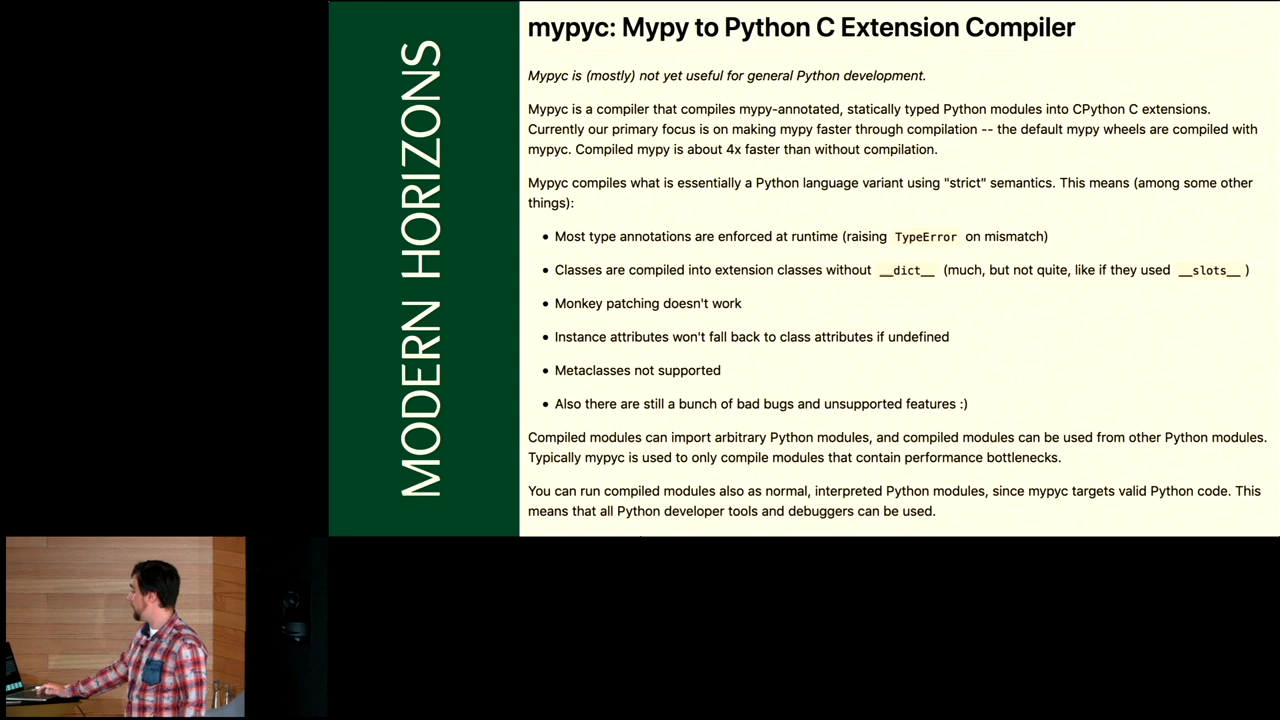 MODERN HORIZONS
mypyc: Mypy to Python C Extension Compiler
Mypyc is (mostly) not yet useful for general Python development.
Mypyc is a compiler that compiles mypy-annotated, statically typed Python modules into CPython C extensions.
Currently our primary focus is on making mypy faster through compilation -- the default mypy wheels are compiled with
mypyc. Compiled mypy is about 4x faster than without compilation.
Mypyc compiles what is essentially a Python language variant using "strict" semantics. This means (among some other
things):
• Most type annotations are enforced at runtime (raising TypeError on mismatch)
• Classes are compiled into extension classes without __dict__ (much, but not quite, like if they used __slots__ )
• Monkey patching doesn't work
• Instance attributes won't fall back to class attributes if undefined
• Metaclasses not supported
• Also there are still a bunch of bad bugs and unsupported features :)
Compiled modules can import arbitrary Python modules, and compiled modules can be used from other Python modules.
Typically mypyc is used to only compile modules that contain performance bottlenecks.
You can run compiled modules also as normal, interpreted Python modules, since mypyc targets valid Python code. This
means that all Python developer tools and debuggers can be used.